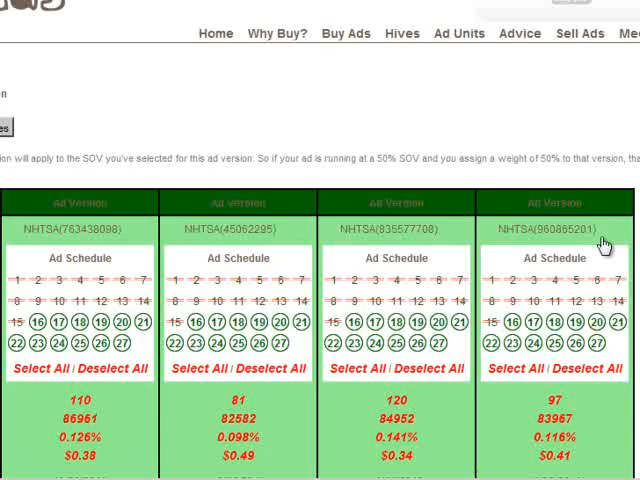 Home Why Buy? Buy Ads Hives Ad Units Advice Sell Ads
will apply to the SOV you've selected for this ad version. So if your ad is running at a 50% SOV and you assign a weight of 50% to that version,
Ad Version Ad Version Ad Version Ad Version
NHTSA(763438098) NHTSA(45062295) NHTSA(835577708) NHTSA(960865201)
Ad Schedule Ad Schedule Ad Schedule Ad Schedule
1 2 3 4 5 6 7 1 2 3 4 5 6 7 1 2 3 4 5 6 7 1 2 3 4 5 6 7
8 9 10 11 12 13 14 8 9 10 11 12 13 14 8 9 10 11 12 13 14 8 9 10 11 12 13 14
15 16 17 18 19 20 21 15 16 17 18 19 20 21 15 16 17 18 19 20 21 15 16 17 18 19 20 21
22 23 24 25 26 27 22 23 24 25 26 27 22 23 24 25 26 27 22 23 24 25 26 27
Select All / Deselect All Select All / Deselect All Select All / Deselect All Select All / Deselect All
110 81 120 97
86961 82582 84952 83967
0.126% 0.098% 0.141% 0.116%
$0.38 $0.49 $0.34 $0.41